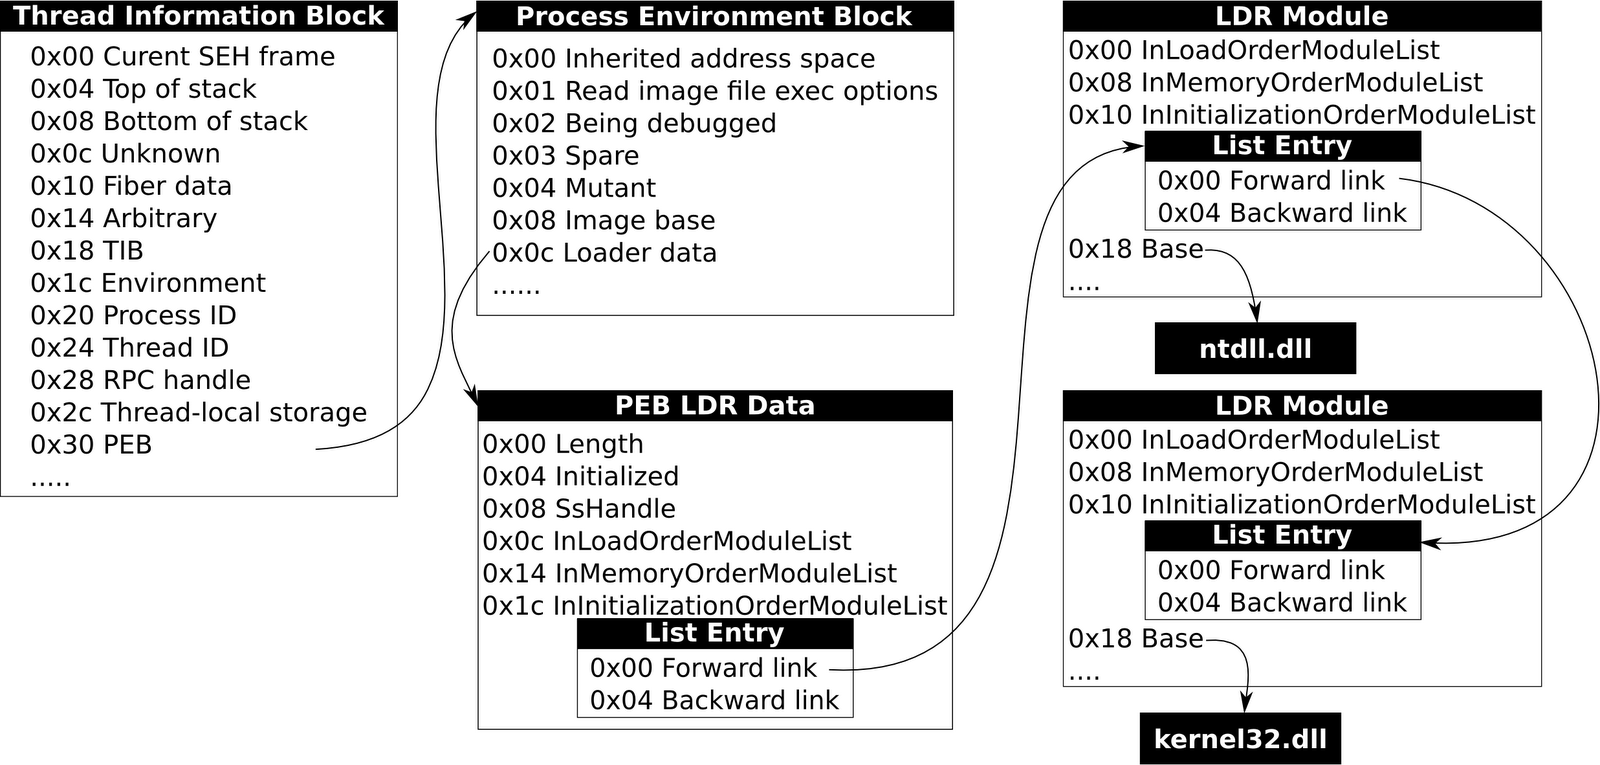 Thread Information Block
0x00 Curent SEH frame
0x04 Top of stack
0x08 Bottom of stack
0x0c Unknown
0x10 Fiber data
0x14 Arbitrary
0x18 TIB
0x1c Environment
0x20 Process ID
0x24 Thread ID
0x28 RPC handle
0x2c Thread-local storage
0x30 PEB
.....
Process Environment Block
0x00 Inherited address space
0x01 Read image file exec options
0x02 Being debugged
0x03 Spare
0x04 Mutant
0x08 Image base
0x0c Loader data
......
PEB LDR Data
0x00 Length
0x04 Initialized
0x08 SsHandle
0x0c InLoadOrderModuleList
0x14 InMemoryOrderModuleList
0x1c InInitializationOrderModuleList
List Entry
0x00 Forward link
0x04 Backward link
LDR Module
0x00 InLoadOrderModuleList
0x08 InMemoryOrderModuleList
0x10 InInitializationOrderModuleList
List Entry
0x00 Forward link
0x04 Backward link
0x18 Base
....
ntdll.dll
LDR Module
0x00 InLoadOrderModuleList
0x08 InMemoryOrderModuleList
0x10 InInitializationOrderModuleList
List Entry
0x00 Forward link
0x04 Backward link
0x18 Base
....
kernel32.dll